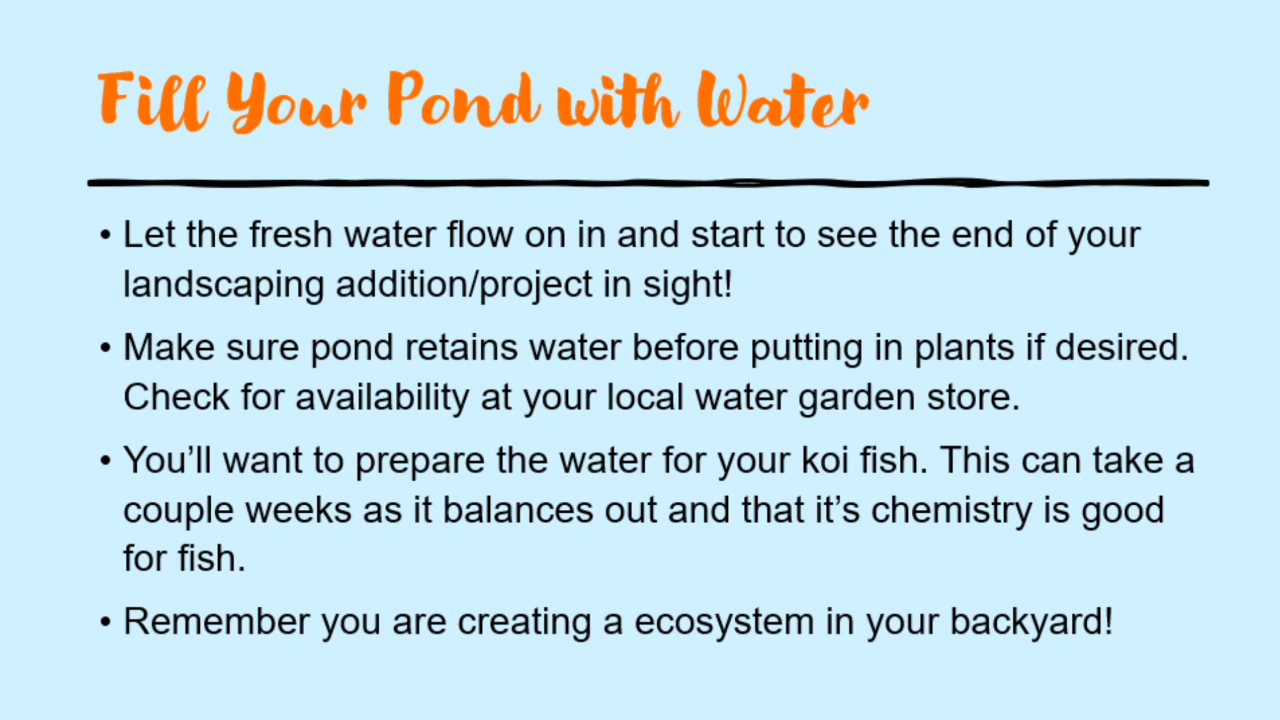 Fill Your Pond with Water
• Let the fresh water flow on in and start to see the end of your
landscaping addition/project in sight!
• Make sure pond retains water before putting in plants if desired.
Check for availability at your local water garden store.
• You’ll want to prepare the water for your koi fish. This can take a
couple weeks as it balances out and that it’s chemistry is good
for fish.
• Remember you are creating a ecosystem in your backyard!